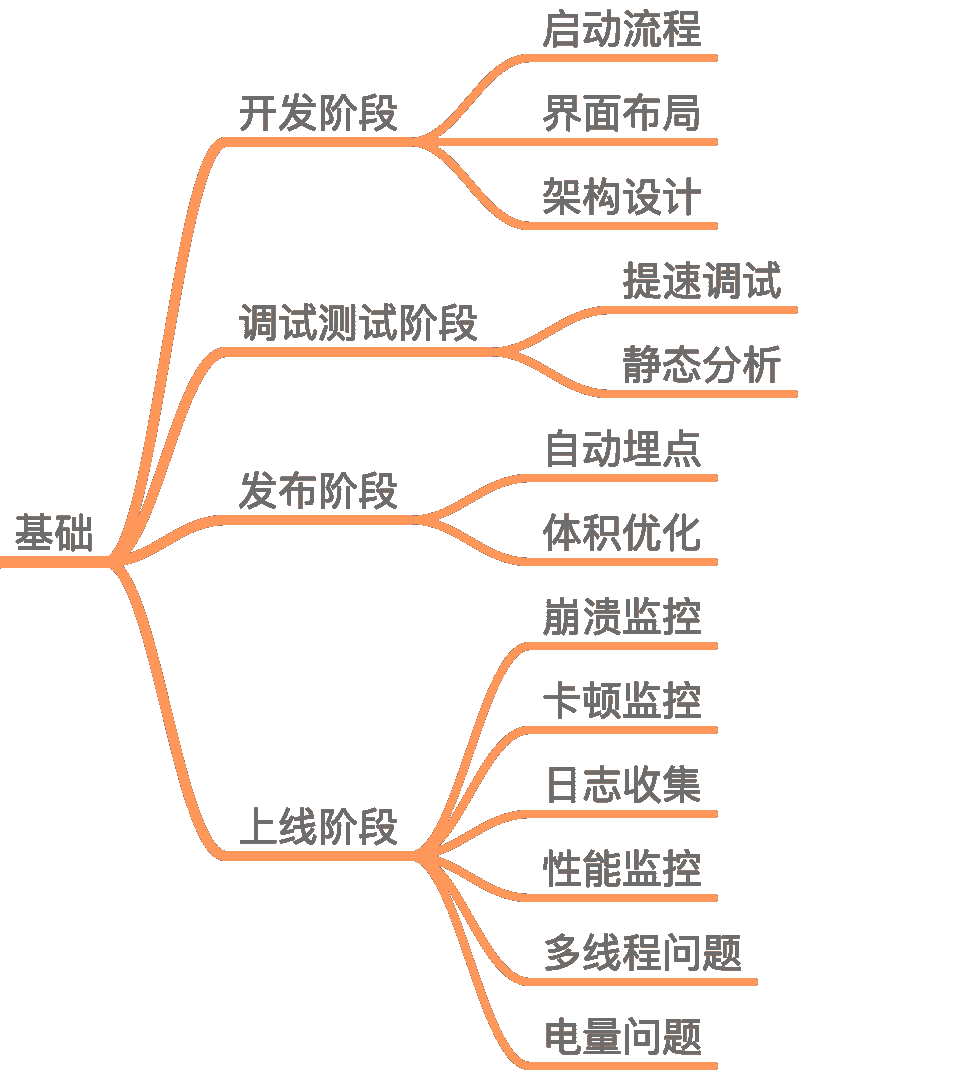 基础
开发阶段
启动流程
界面布局
架构设计
调试测试阶段
提速调试
静态分析
发布阶段
自动埋点
体积优化
上线阶段
崩溃监控
卡顿监控
日志收集
性能监控
多线程问题
电量问题